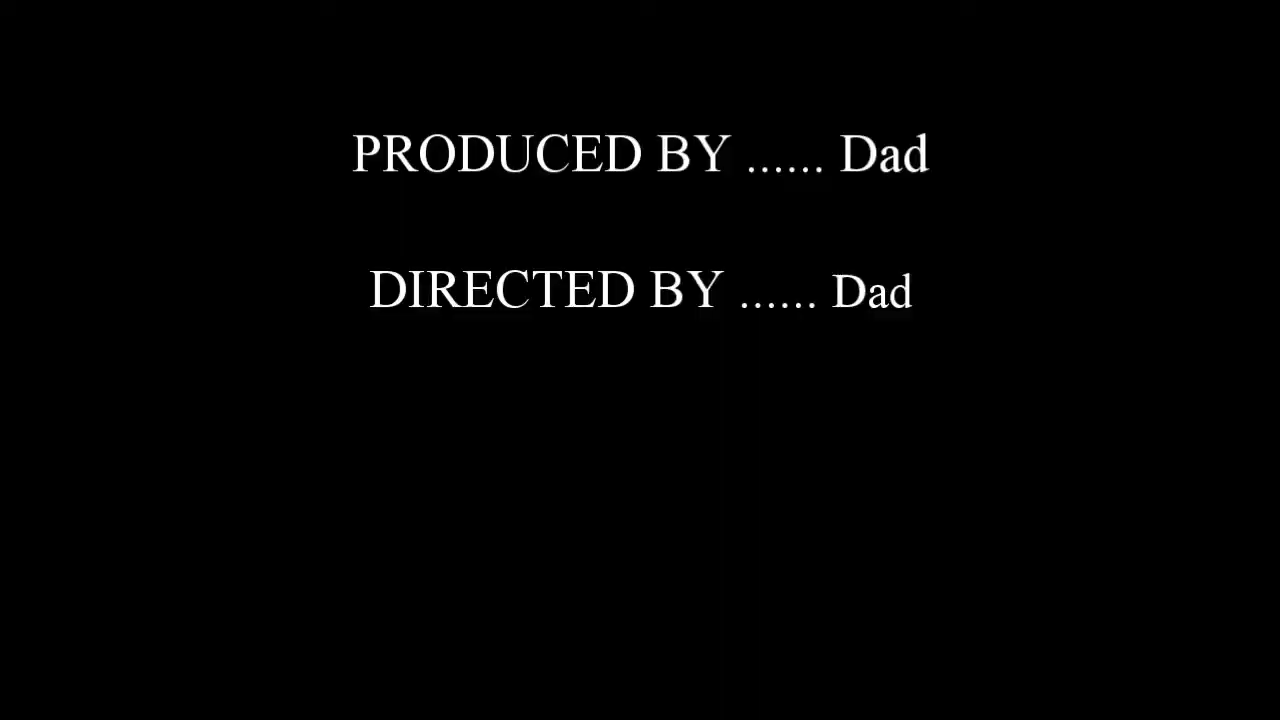 PRODUCED BY ...... Dad
DIRECTED BY ...... Dad